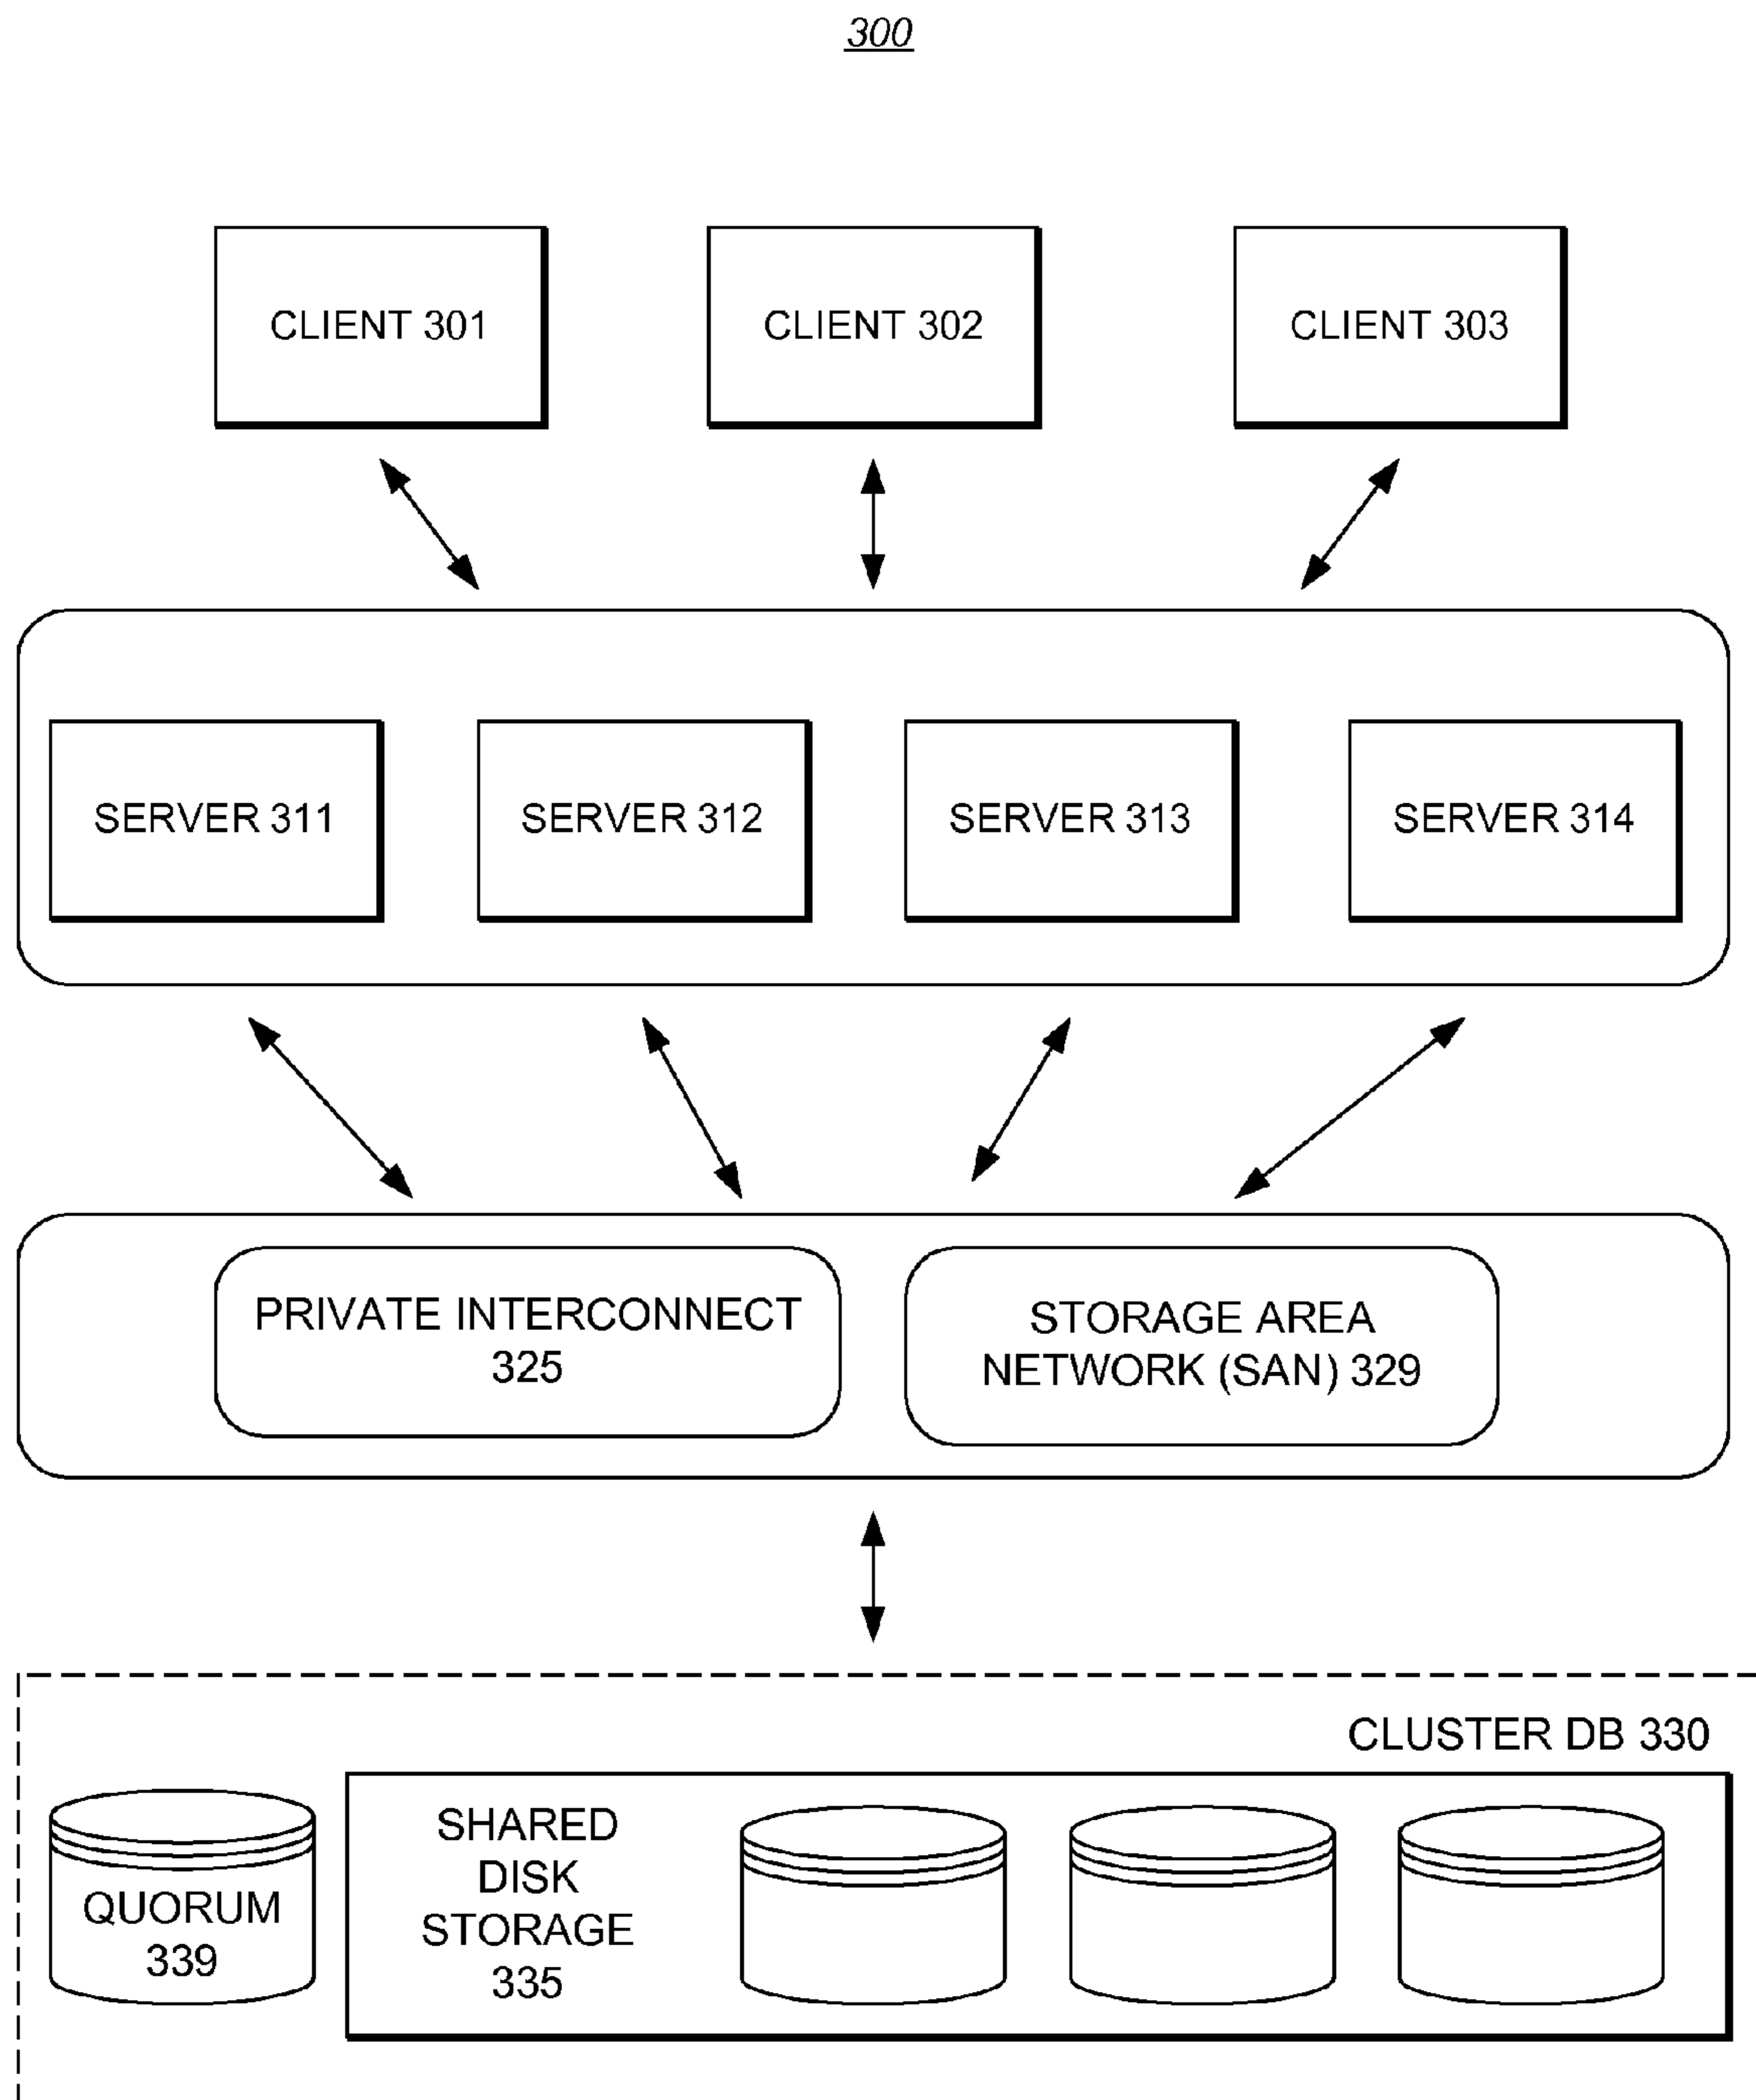 300
CLIENT 301
CLIENT 302
CLIENT 303
SERVER 311
SERVER 312
SERVER 313
SERVER 314
PRIVATE INTERCONNECT
325
STORAGE AREA
NETWORK (SAN) 329
CLUSTER DB 330
QUORUM
339
SHARED
DISK
STORAGE
335